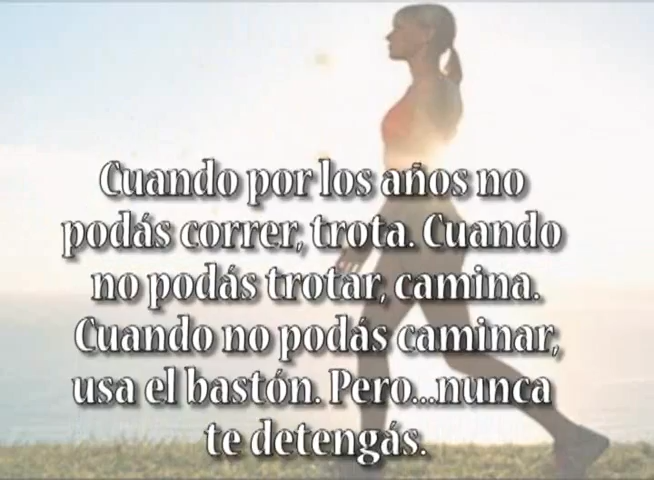 Cuando por los años no
podás correr, trota. Cuando
no podás trotar, camina.
Cuando no podás caminar,
usa el bastón. Pero...nunca
te detengás.